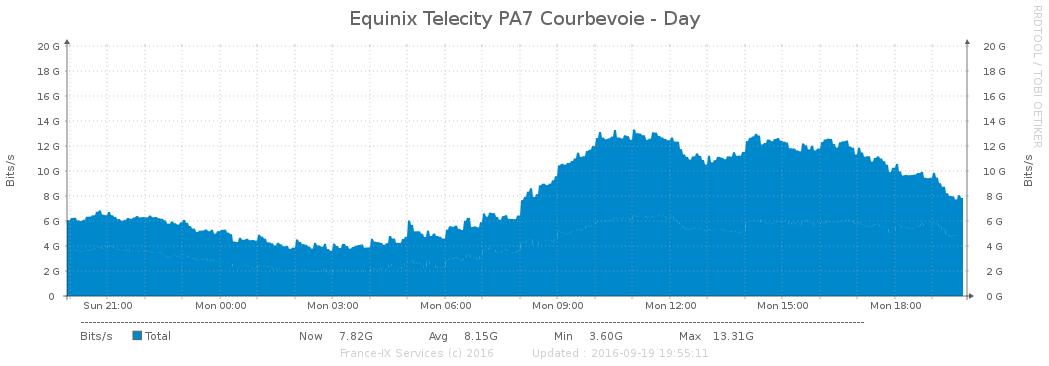 Equinix Telecity PA7 Courbevoie - Day
RRDTOOL / TOBI OETIKER
Bits/s
20 G
20 G
18 G
18 G
16 G
16 G
14 G
14 G
12 G
12 G
10 G
10 G
8 G
8 G
6 G
6 G
4 G
4 G
2 G
2 G
0
0 G
Bits/s
Sun 21:00 Mon 00:00 Mon 03:00 Mon 06:00 Mon 09:00 Mon 12:00 Mon 15:00 Mon 18:00
Bits/s Total Now 7.82G Avg 8.15G Min 3.60G Max 13.31G
France-IX Services (c) 2016 Updated : 2016-09-19 19:55:11